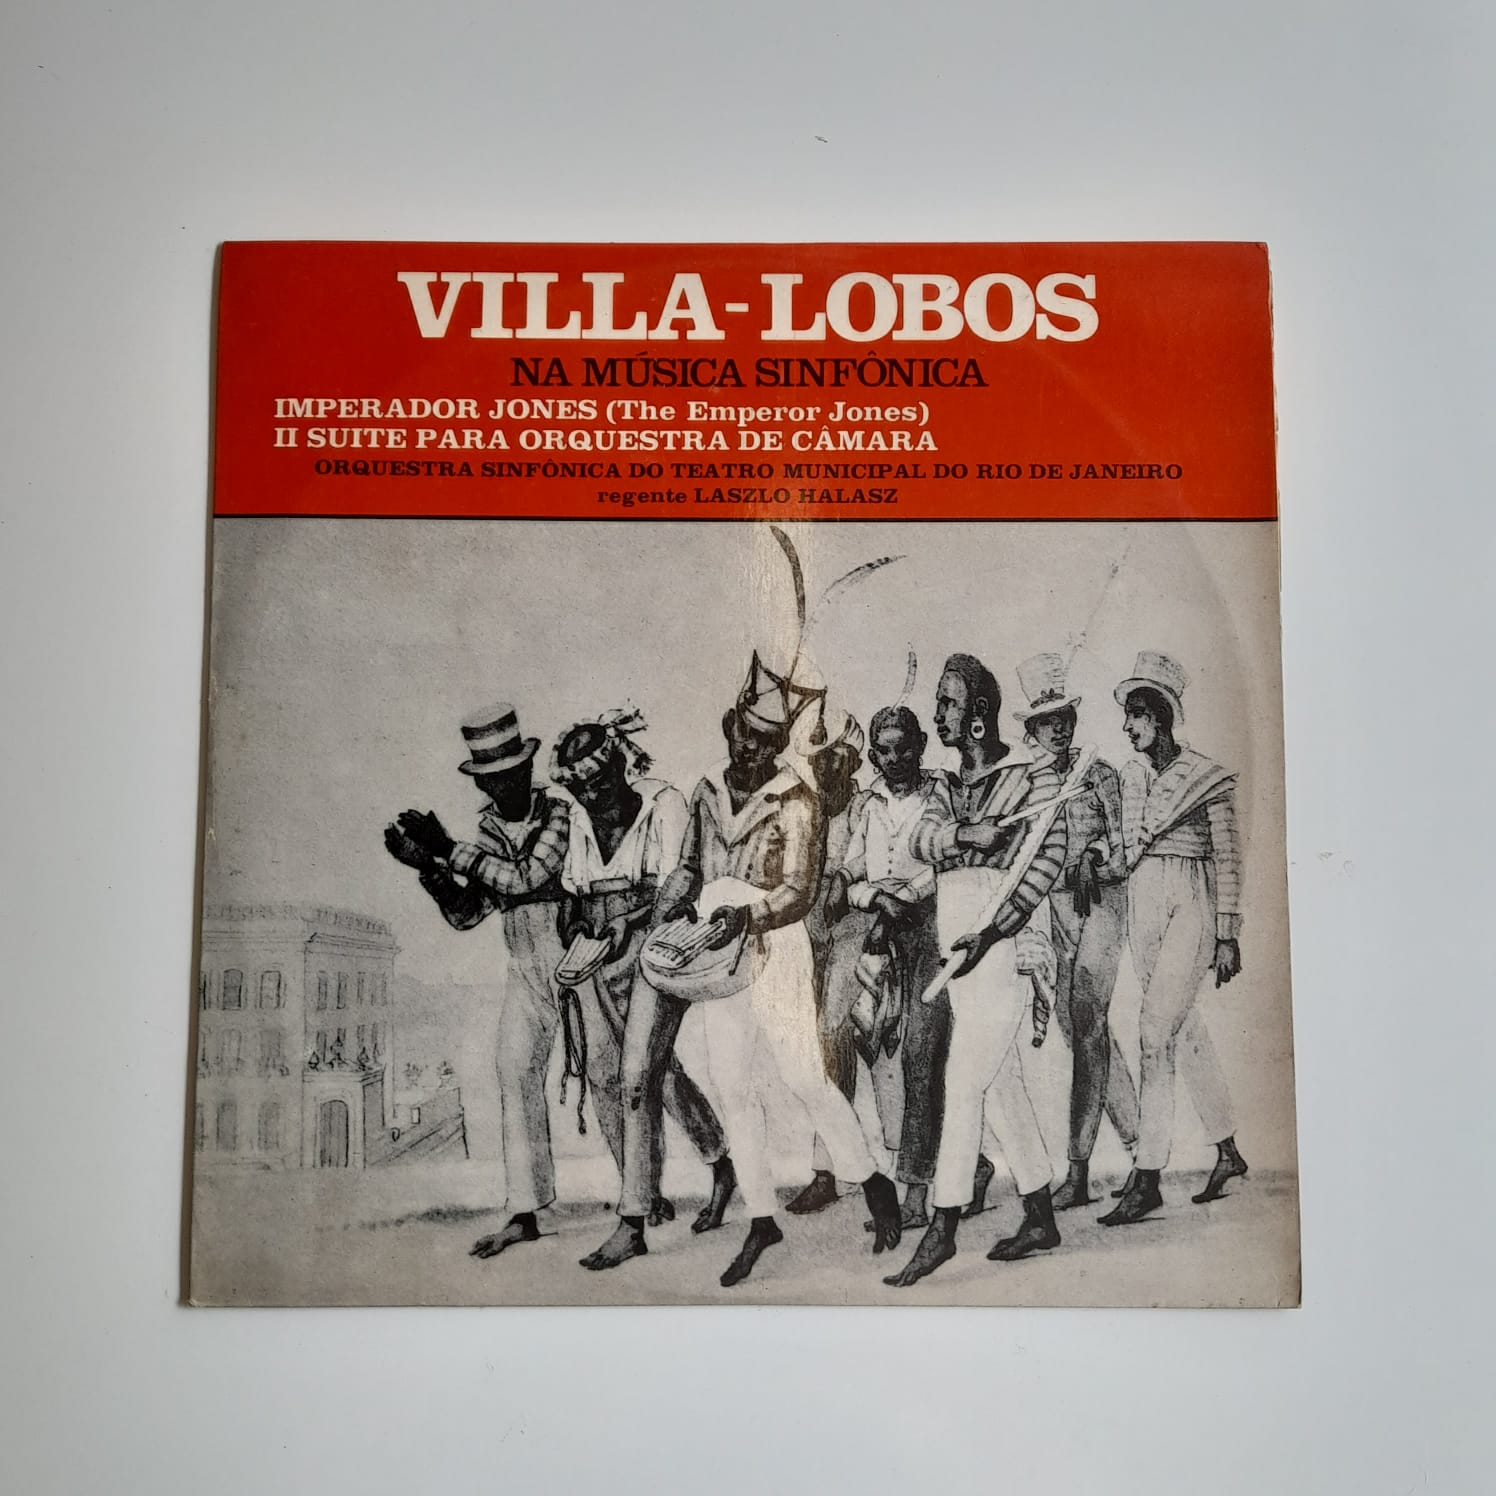 VILLA-LOBOS
NA MÚSICA SINFÔNICA
IMPERADOR JONES (The Emperor Jones)
II SUITE PARA ORQUESTRA DE CÂMARA
ORQUESTRA SINFÔNICA DO TEATRO MUNICIPAL DO RIO DE JANEIRO
regente LASZLO HALASZ